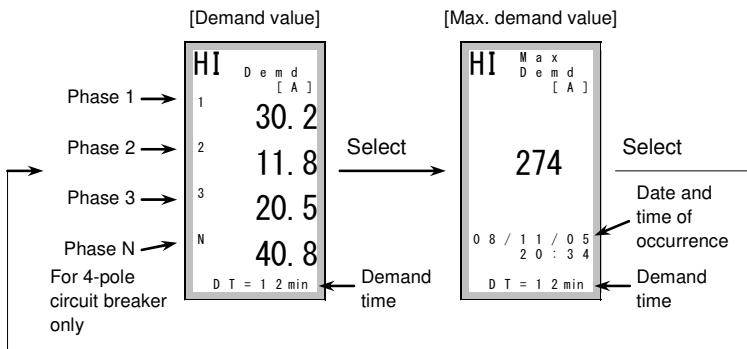 [Demand value]
[Max. demand value]
Phase 1
Phase 2
Phase 3
Phase N
For 4-pole
circuit breaker
only
HI
Demd
[A]
1
30.2
2
11.8
3
20.5
N
40.8
DT=12min
Select
Demand
time
HI
Max
Demd
[A]
274
08/11/05
20:34
DT=12min
Select
Date and
time of
occurrence
Demand
time